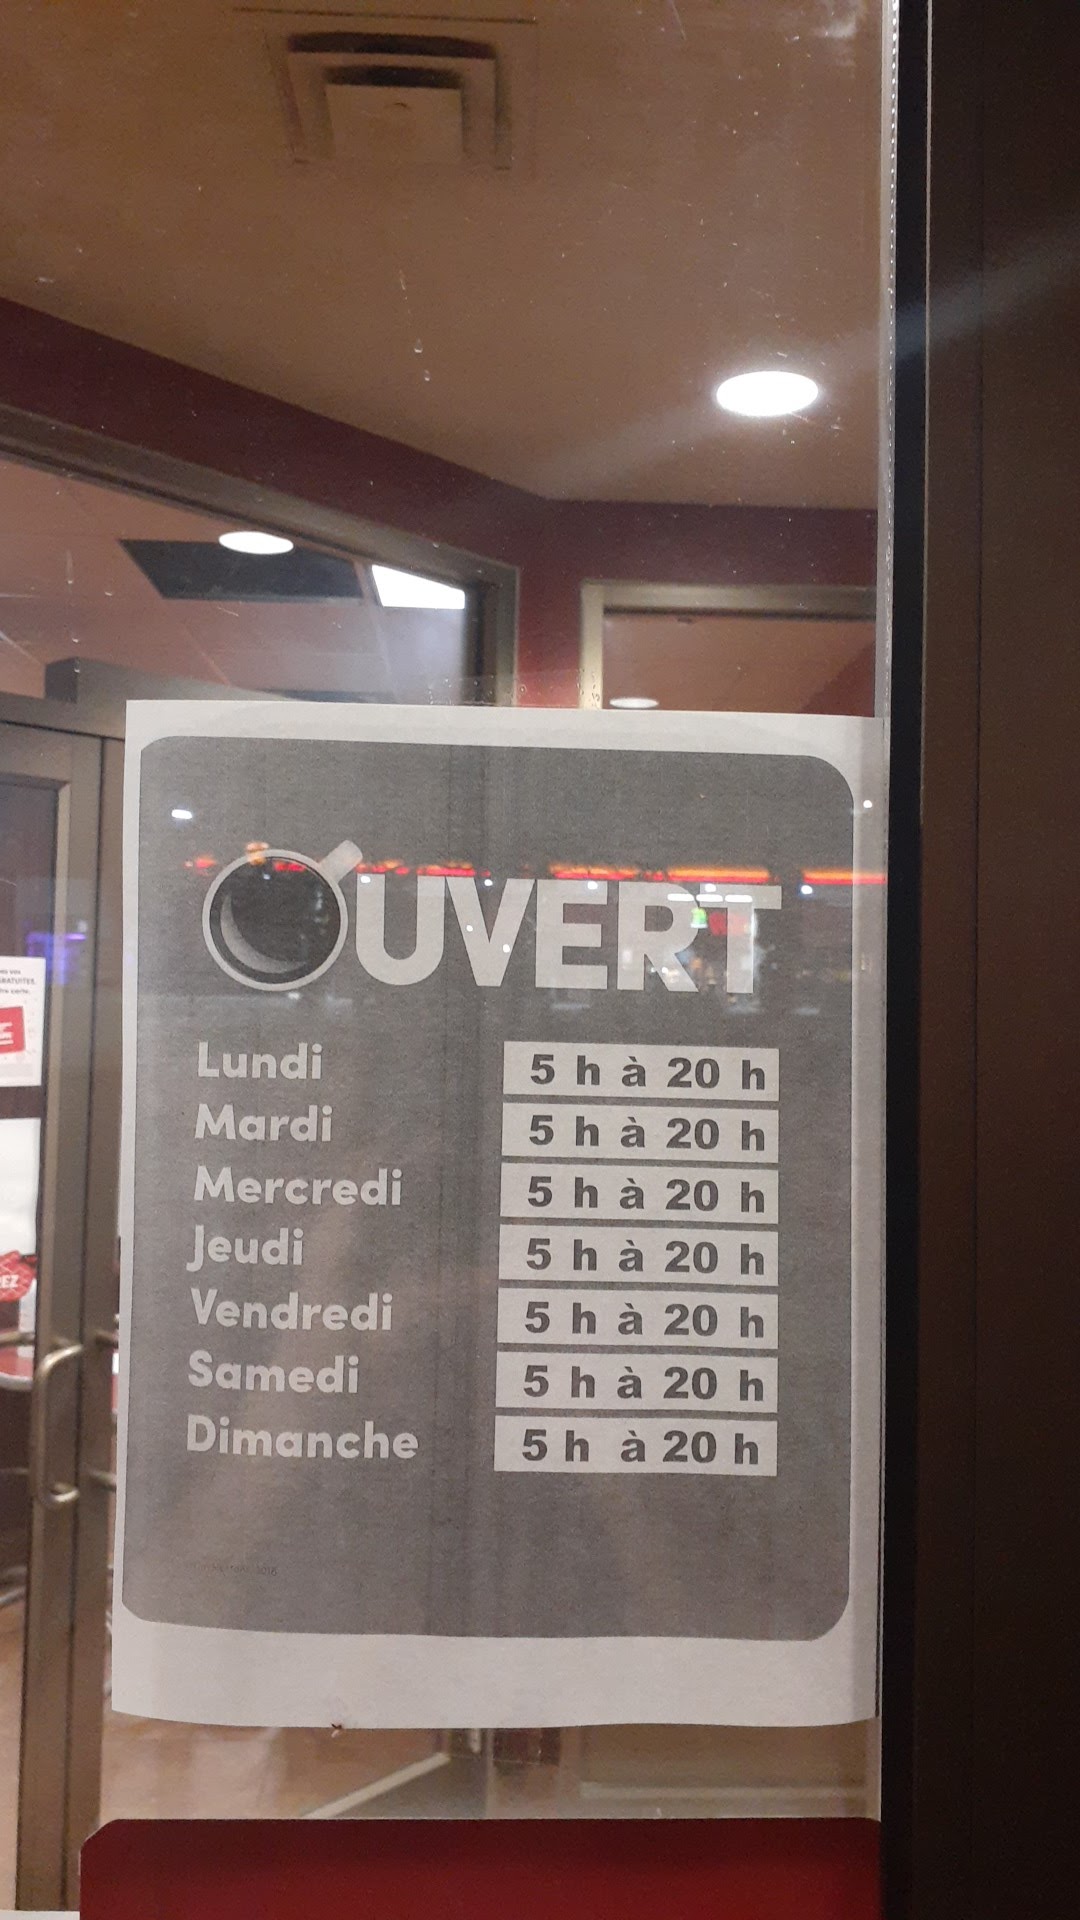 OUVERT
Lundi 5 h à 20 h
Mardi 5 h à 20 h
Mercredi 5 h à 20 h
Jeudi 5 h à 20 h
Vendredi 5 h à 20 h
Samedi 5 h à 20 h
Dimanche 5 h à 20 h